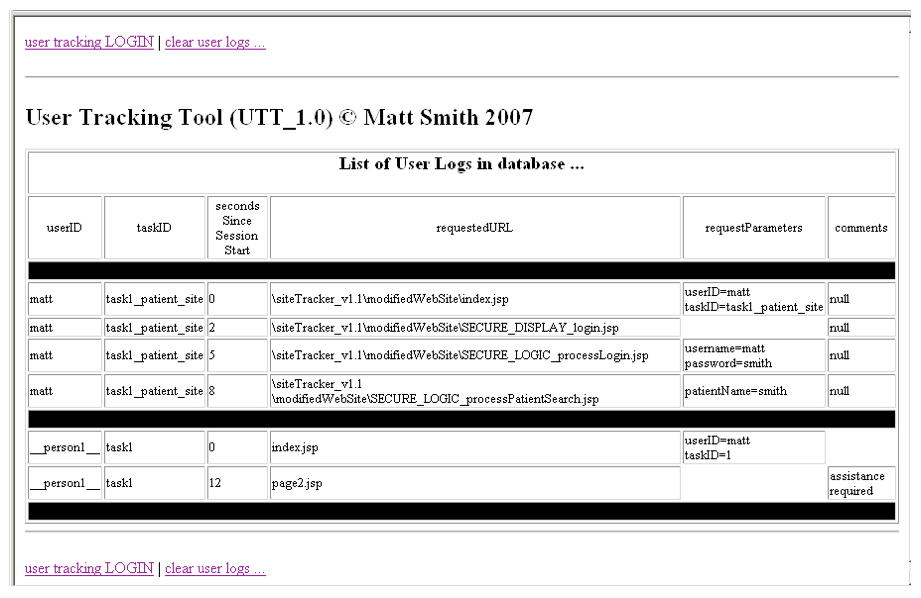 user tracking LOGIN | clear user logs ...
User Tracking Tool (UTT_1.0) © Matt Smith 2007
List of User Logs in database ...
userID taskID seconds Since Session Start requestedURL requestParameters comments
matt task1_patient_site 0 \siteTracker_v1.1\modifiedWebSite\index.jsp userID=matt taskID=task1_patient_site null
matt task1_patient_site 2 \siteTracker_v1.1\modifiedWebSite\SECURE_DISPLAY_login.jsp null
matt task1_patient_site 5 \siteTracker_v1.1\modifiedWebSite\SECURE_LOGIC_processLogin.jsp username=matt password=smith null
matt task1_patient_site 8 \siteTracker_v1.1 \modifiedWebSite\SECURE_LOGIC_processPatientSearch.jsp patientName=smith null
__person1__ task1 0 index.jsp userID=matt taskID=1
__person1__ task1 12 page2.jsp assistance required
user tracking LOGIN | clear user logs ...